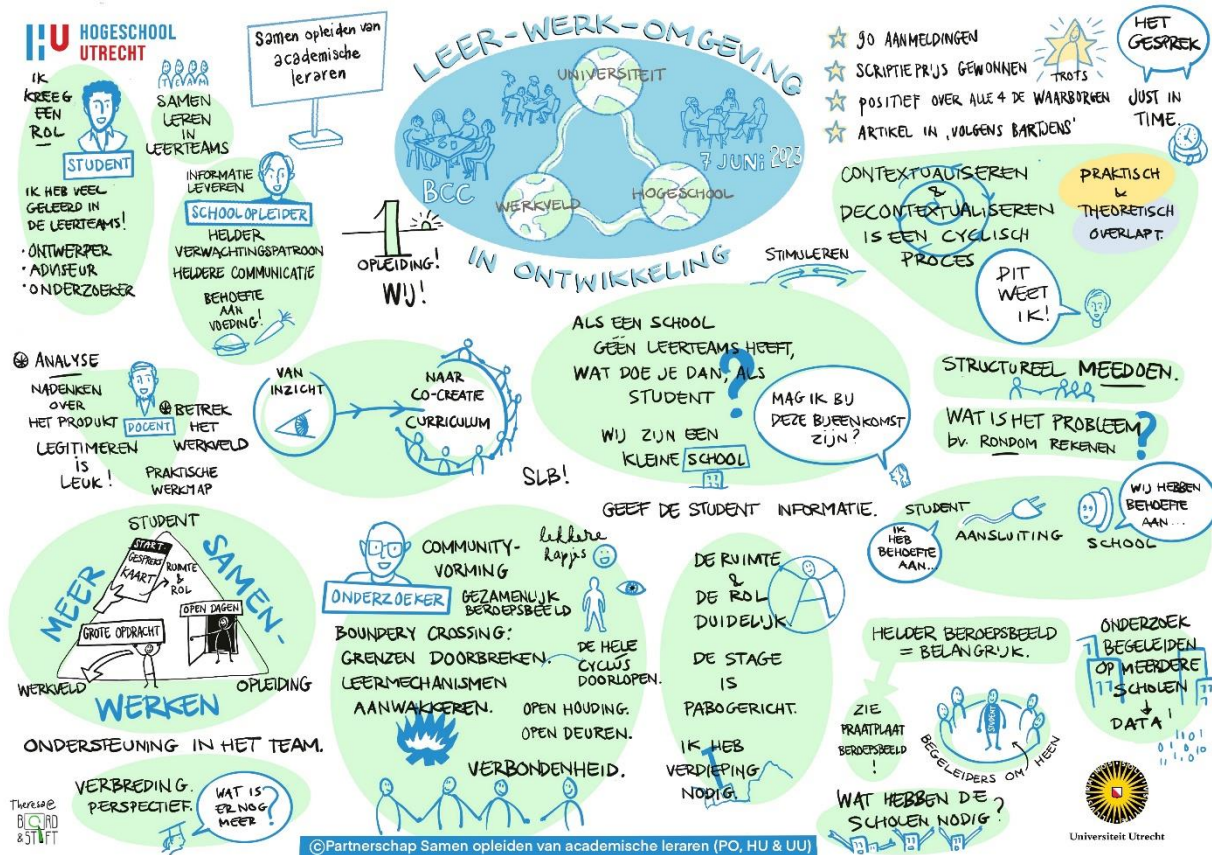 HU HOGESCHOOL
UTRECHT
Samen opleiden van
academische
leraren
IK
KREEG
EEN
ROL
STUDENT
IK HEB VEEL
GELEERD IN
DE LEERTEAMS!
• ONTWERPER
• ADVISEUR
• ONDERZOEKER
SAMEN
LEREN
IN
LEERTEAMS
INFORMATIE
LEVEREN
SCHOOLOPLEIDER
HELDER
VERWACHTINGSPATROON
HELDERE COMMUNICATIE
BEHOEFTE
AAN
VOEDING!
1
OPLEIDING!
WIJ!
LEER-WERK-OMGEVING
UNIVERSITEIT
7 JUNI 2023
BCC
WERKVELD
HOGESCHOOL
IN ONTWIKKELING
90 AANMELDINGEN
SCRIPTIEPRIJS GEWONNEN
POSITIEF OVER ALLE 4 DE WAARBORGEN
ARTIKEL IN ‚VOLGENS BARTJENS'
TROTS
HET
GESPREK
JUST IN
TIME.
CONTEXTUALISEREN
&
DECONTEXTUALISEREN
IS EEN CYCLISCH
PROCES
PRAKTISCH
&
THEORETISCH
OVERLAPT.
DIT
WEET
IK!
STIMULEREN
ANALYSE
NADENKEN
OVER
HET PRODUKT
LEGITIMEREN
IS
LEUK!
DOCENT
BETREK
HET
WERKVELD
PRAKTISCHE
WERKMAP
VAN
INZICHT
NAAR
CO-CREATIE
CURRICULUM
SLB!
ALS EEN SCHOOL
GÉÉN LEERTEAMS HEEFT,
WAT DOE JE DAN, ALS
STUDENT
?
WIJ ZIJN EEN
KLEINE SCHOOL
MAG IK BIJ
DEZE BIJEENKOMST
ZIJN?
GEEF DE STUDENT INFORMATIE.
STRUCTUREEL MEEDOEN.
WAT IS HET PROBLEEM
?
bv. RONDOM REKENEN
STUDENT
AANSLUITING
SCHOOL
IK
HEB
BEHOEFTE
AAN...
WIJ HEBBEN
BEHOEFTE
AAN...
MEER
SAMEN-
WERKEN
STUDENT
START
GESPREKS
KAART
RUIMTE
&
ROL
OPEN DAGEN
GROTE OPDRACHT
WERKVELD
OPLEIDING
ONDERSTEUNING IN HET TEAM.
VERBREDING.
PERSPECTIEF.
WAT IS
ER NOG
MEER?
Theresa@
BORD
&STIFT
ONDERZOEKER
COMMUNITY-
VORMING
lekkere
hapjes
GEZAMENLIJK
BEROEPSBEELD
BOUNDERY CROSSING:
GRENZEN DOORBREKEN.
LEERMECHANISMEN
AANWAKKEREN.
DE HELE
CYCLUS
DOORLOPEN.
OPEN HOUDING.
OPEN DEUREN.
VERBONDENHEID.
DE RUIMTE
&
DE ROL
DUIDELIJK.
DE STAGE
IS
PABOGERICHT.
IK HEB
VERDIEPING
NODIG.
HELDER BEROEPSBEELD
= BELANGRIJK.
ZIE
PRAATPLAAT
BEROEPSBEELD
!
STUDENT
BEGELEIDERS OM HEEN
ONDERZOEK
BEGELEIDEN
OP MEERDERE
SCHOLEN
DATA!
WAT HEBBEN DE
SCHOLEN NODIG?
Universiteit Utrecht
©Partnerschap Samen opleiden van academische leraren (PO, HU & UU)